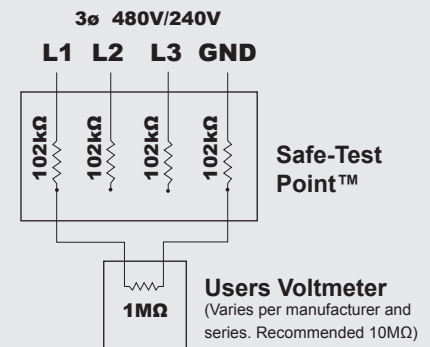 3ø 480V/240V
L1 L2 L3 GND
102kΩ 102kΩ 102kΩ 102kΩ
Safe-Test
Point™
1MΩ
Users Voltmeter
(Varies per manufacturer and
series. Recommended 10MΩ)